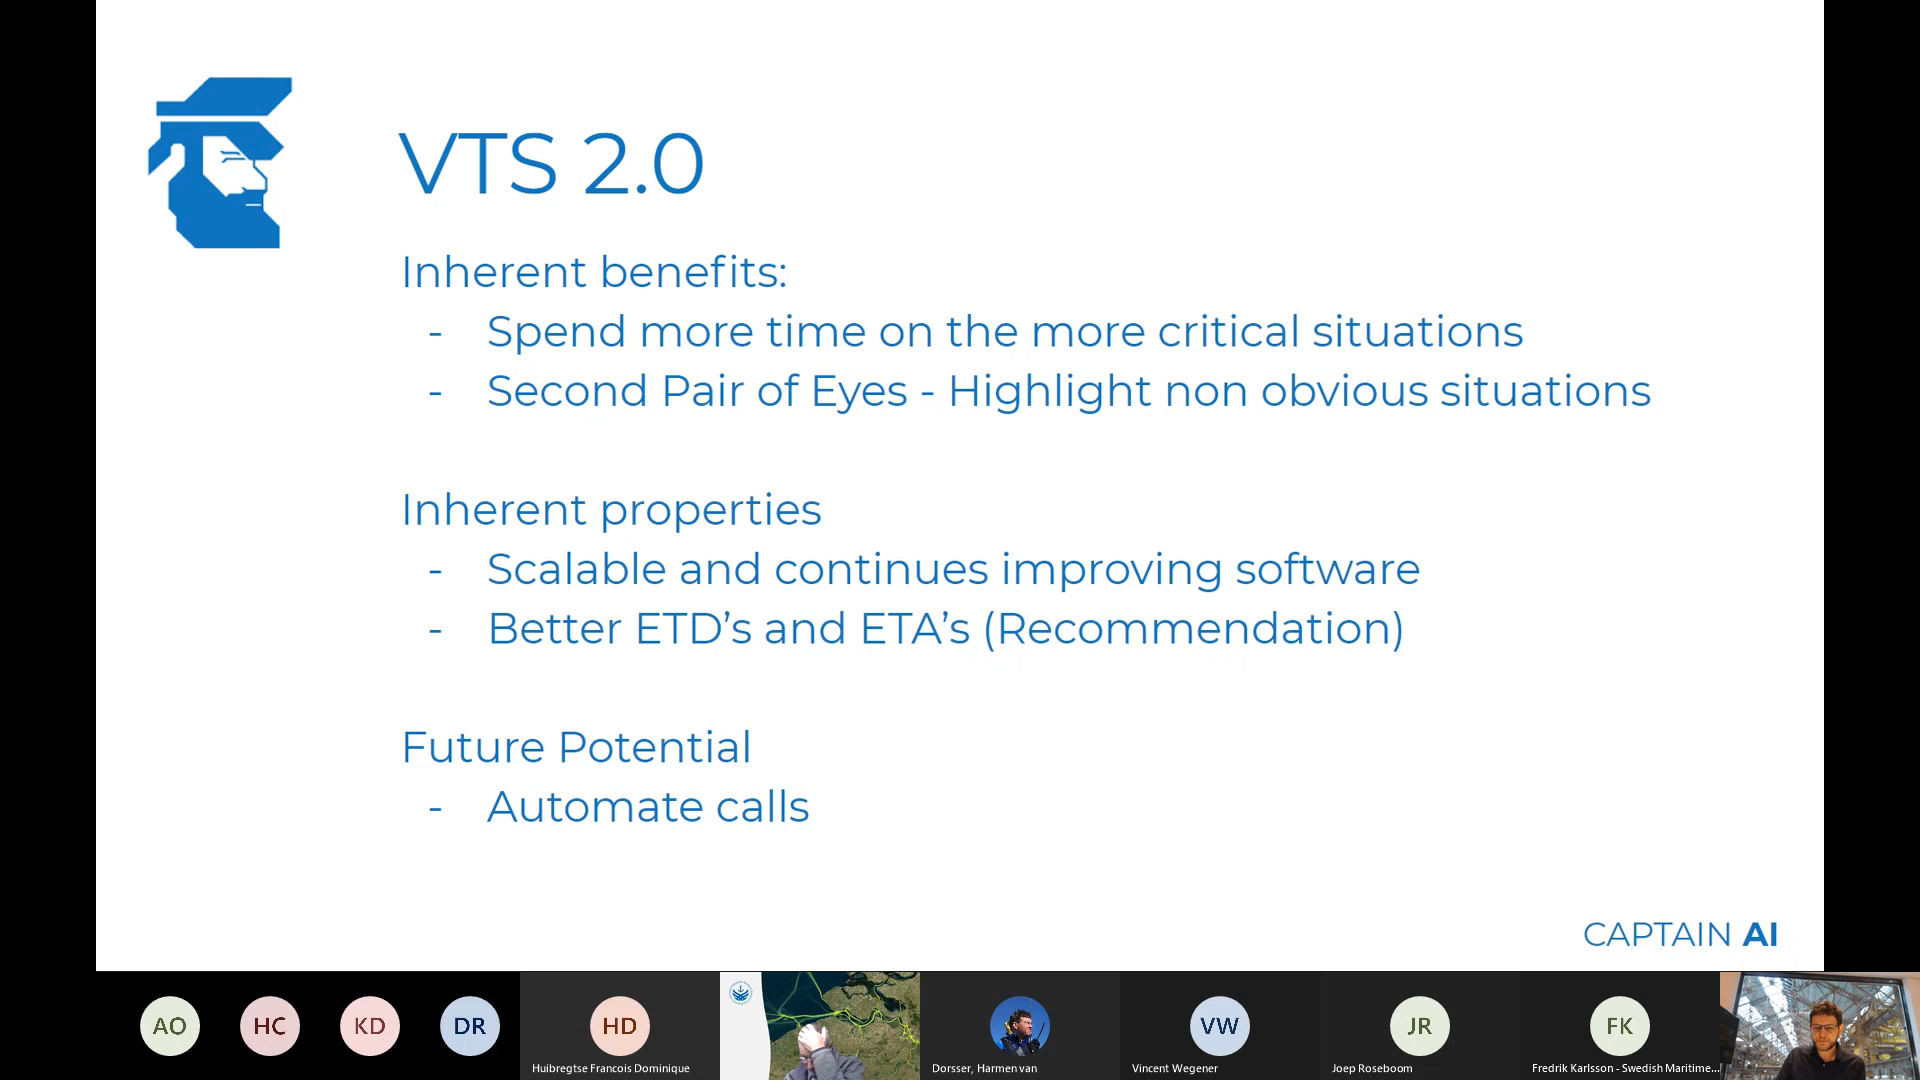 VTS 2.0
Inherent benefits:
- Spend more time on the more critical situations
- Second Pair of Eyes - Highlight non obvious situations
Inherent properties
- Scalable and continues improving software
- Better ETD’s and ETA’s (Recommendation)
Future Potential
- Automate calls
CAPTAIN AI
AO
HC
KD
DR
HD
VW
JR
FK
Huibregtse Francois Dominique
Dorsser, Harmen van
Vincent Wegener
Joep Roseboom
Fredrik Karlsson - Swedish Maritime...